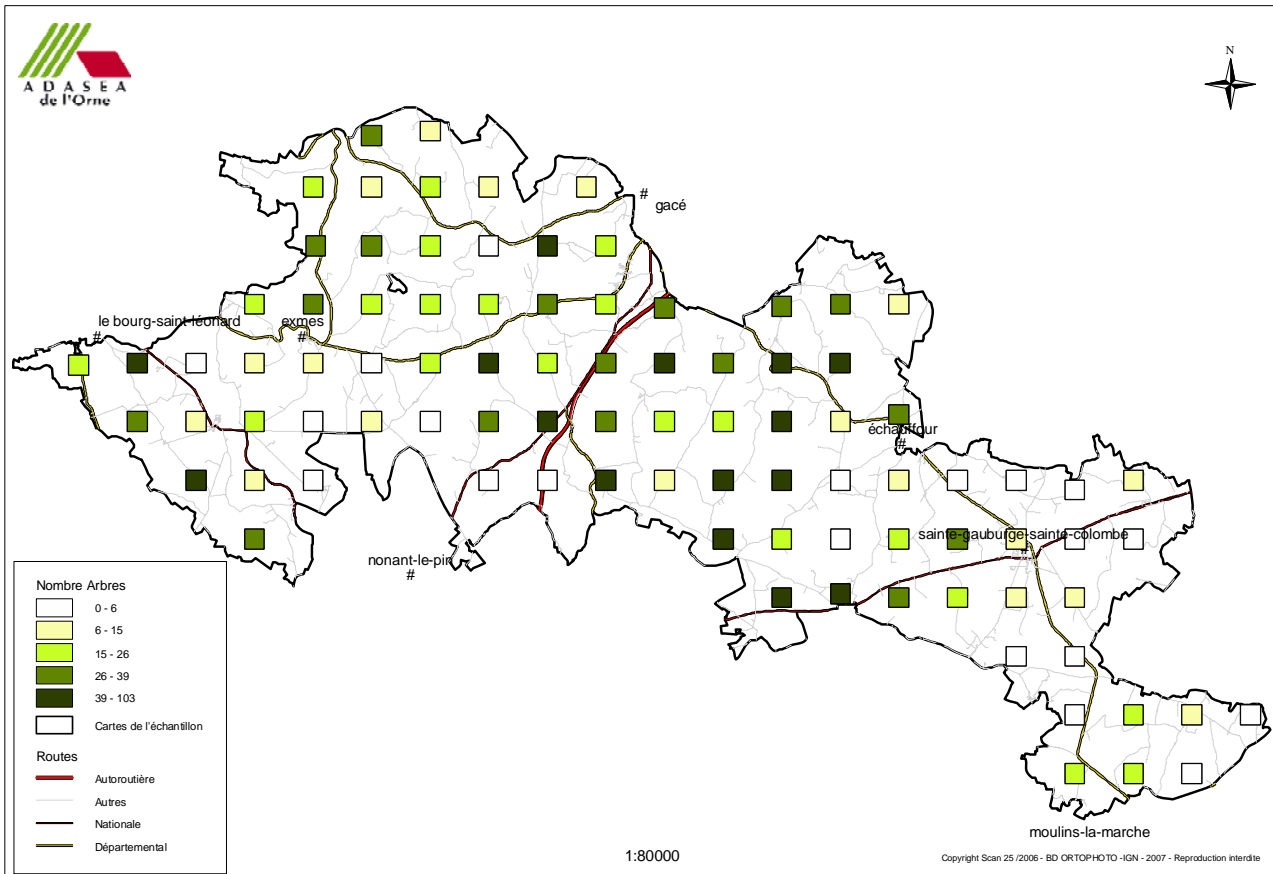 A D A S E A
de l'Orne
N
#
gacé
le bourg-saint-léonard
#
exmes
#
échauffour
#
sainte-gauburge-sainte-colombe
#
nonant-le-pin
#
moulins-la-marche
Nombre Arbres
0 - 6
6 - 15
15 - 26
26 - 39
39 - 103
Cartes de l'échantillon
Routes
Autoroutière
Autres
Nationale
Départemental
1:80000
Copyright Scan 25 /2006 - BD ORTOPHOTO -IGN - 2007 - Reproduction interdite